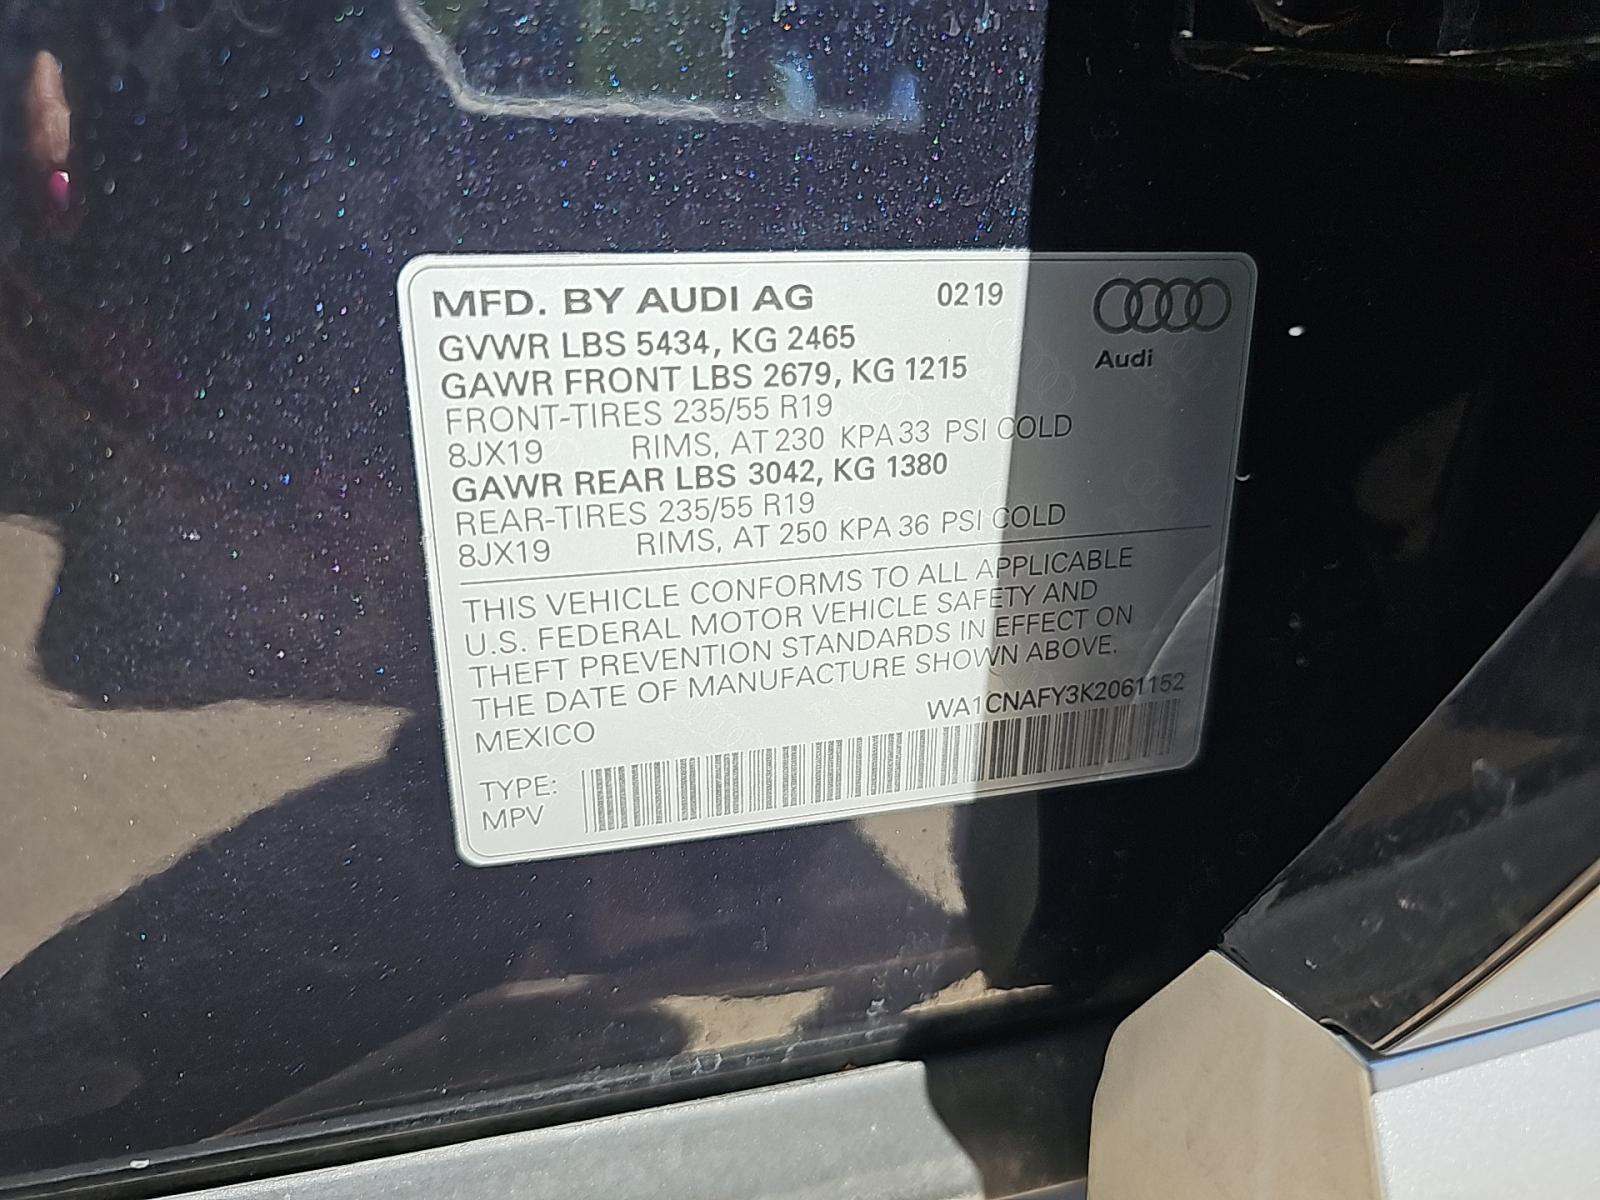 MFD. BY AUDI AG 0219
GVWR LBS 5434, KG 2465
Audi
GAWR FRONT LBS 2679, KG 1215
FRONT-TIRES 235/55 R19
8JX19 RIMS, AT 230 KPA 33 PSI COLD
GAWR REAR LBS 3042, KG 1380
REAR-TIRES 235/55 R19
8JX19 RIMS, AT 250 KPA 36 PSI COLD
THIS VEHICLE CONFORMS TO ALL APPLICABLE
U.S. FEDERAL MOTOR VEHICLE SAFETY AND
THEFT PREVENTION STANDARDS IN EFFECT ON
THE DATE OF MANUFACTURE SHOWN ABOVE.
MEXICO WA1CNAFY3K2061152
TYPE:
MPV